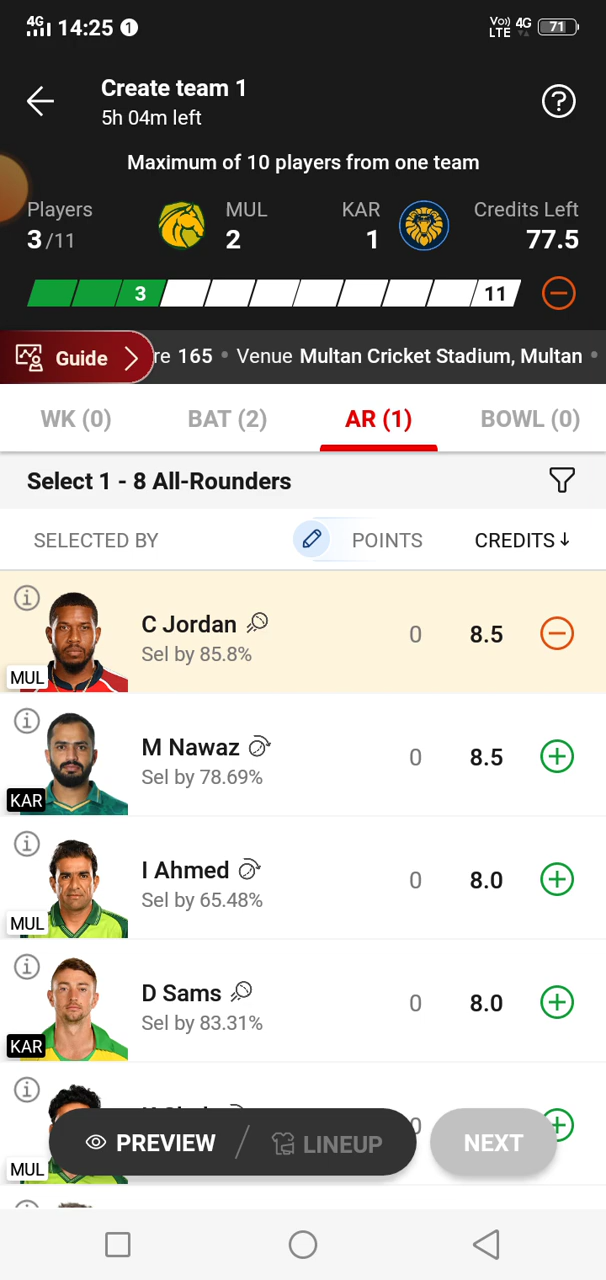 4G 14:25 1 Vo) 4G LTE 71
Create team 1
5h 04m left
?
Maximum of 10 players from one team
Players MUL KAR Credits Left
3/11 2 1 77.5
3 11
Guide re 165 • Venue Multan Cricket Stadium, Multan •
WK (0) BAT (2) AR (1) BOWL (0)
Select 1 - 8 All-Rounders
SELECTED BY POINTS CREDITS↓
C Jordan 0 8.5
Sel by 85.8%
MUL
M Nawaz 0 8.5
Sel by 78.69%
KAR
I Ahmed 0 8.0
Sel by 65.48%
MUL
D Sams 0 8.0
Sel by 83.31%
KAR
PREVIEW / LINEUP NEXT
MUL